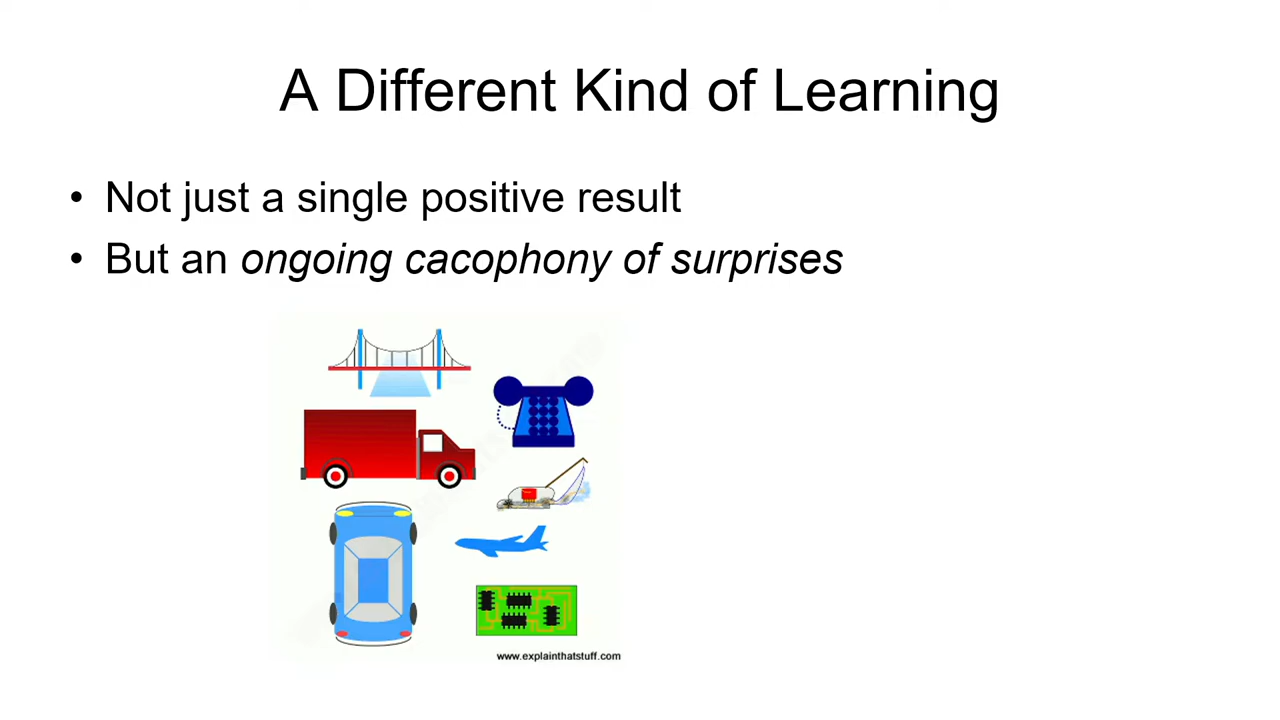 A Different Kind of Learning
• Not just a single positive result
• But an ongoing cacophony of surprises
www.explainthatstuff.com